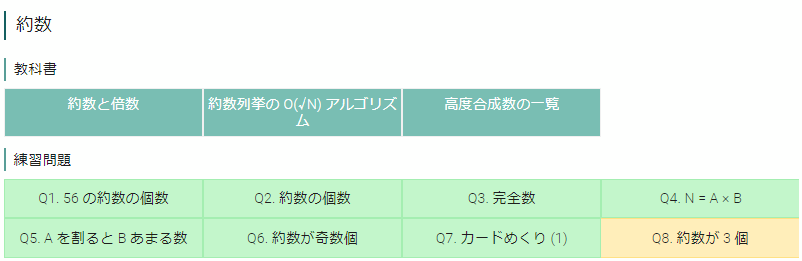 約数
教科書
約数と倍数
約数列挙の O(√N) アルゴリズ
ム
高度合成数の一覧
練習問題
Q1. 56 の約数の個数
Q2. 約数の個数
Q3. 完全数
Q4. N = A × B
Q5. A を割ると B あまる数
Q6. 約数が奇数個
Q7. カードめくり (1)
Q8. 約数が 3 個